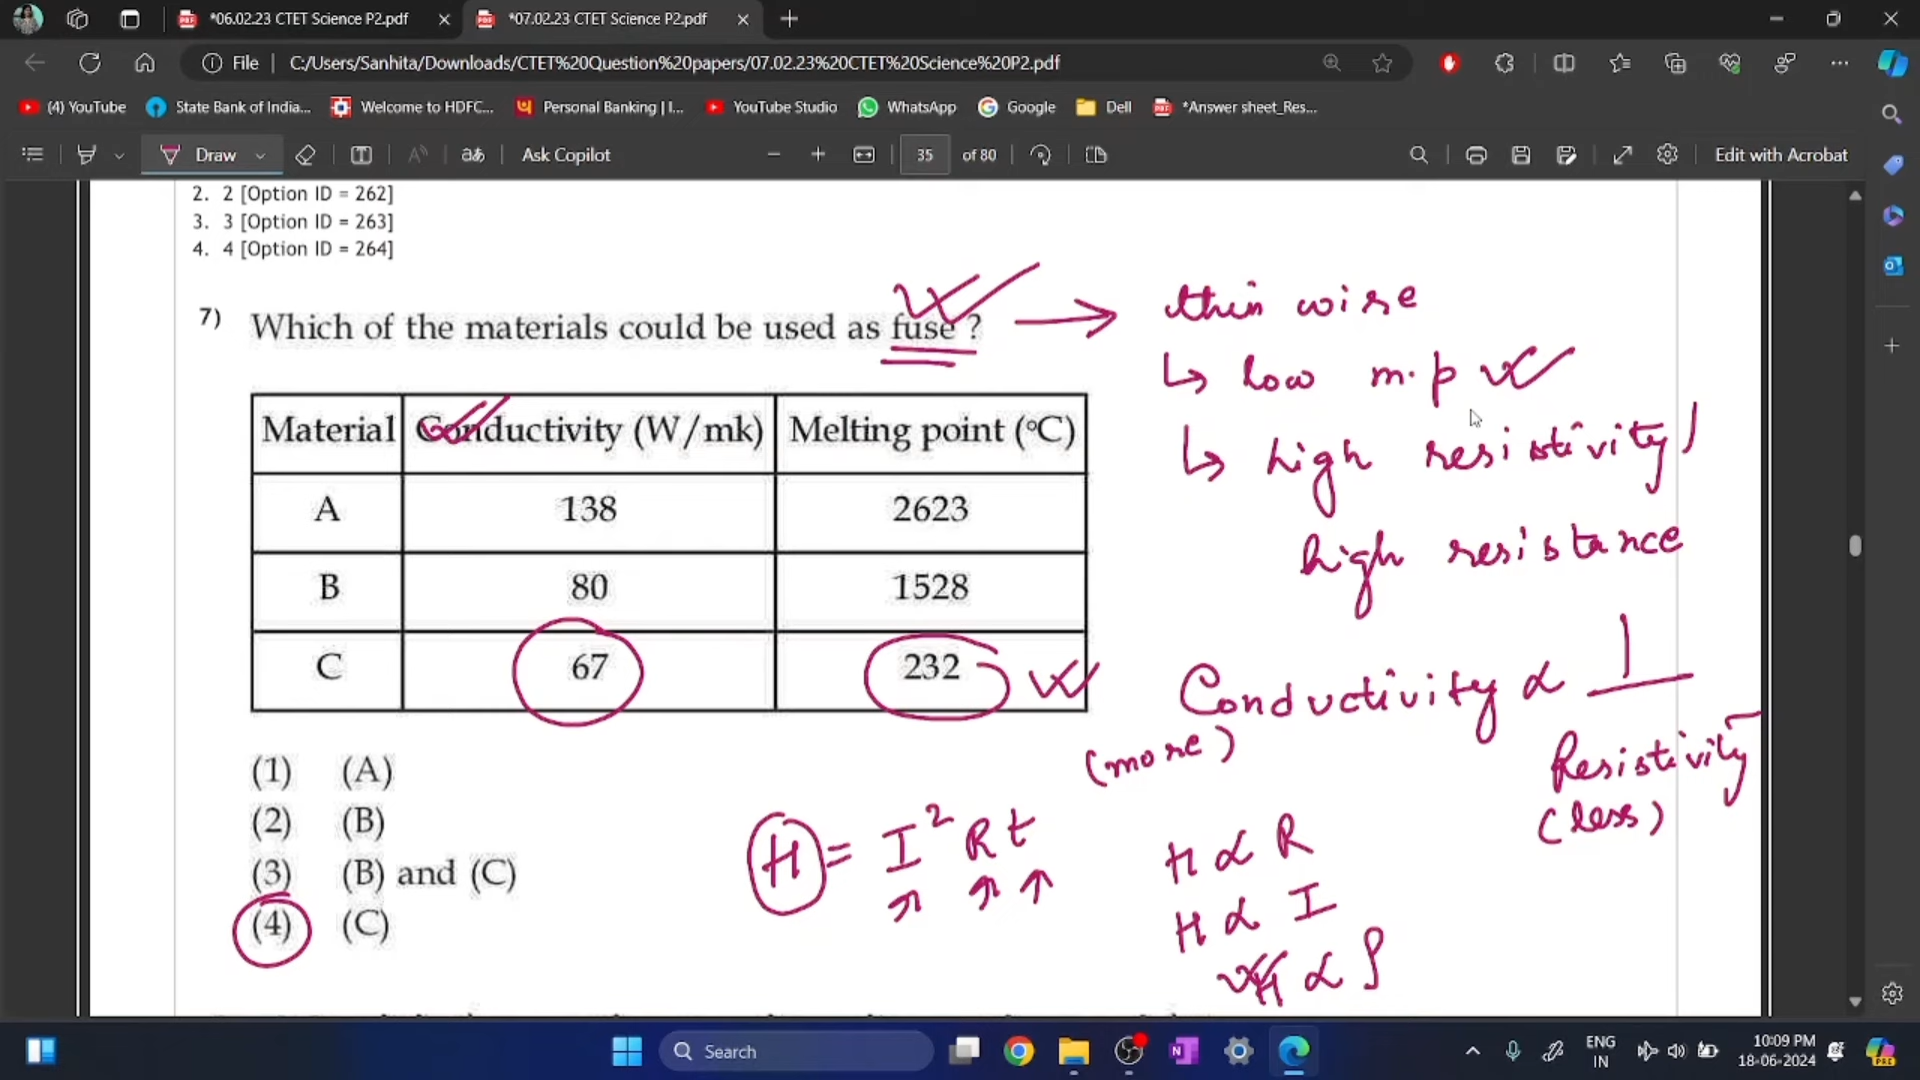 *06.02.23 CTET Science P2.pdf
*07.02.23 CTET Science P2.pdf
File
C:/Users/Sanhita/Downloads/CTET%20Question%20papers/07.02.23%20CTET%20Science%20P2.pdf
(4) YouTube
State Bank of India...
Welcome to HDFC...
Personal Banking | I...
YouTube Studio
WhatsApp
Google
Dell
*Answer sheet_Res...
Draw
Ask Copilot
35 of 80
Edit with Acrobat
2. 2 [Option ID = 262]
3. 3 [Option ID = 263]
4. 4 [Option ID = 264]
7) Which of the materials could be used as fuse ?
thin wire
low m.p
high resistivity/
high resistance
Material Conductivity (W/mk) Melting point (°C)
A 138 2623
B 80 1528
C 67 232
Conductivity ∝ 1
Resistivity
(more)
(less)
(1) (A)
(2) (B)
(3) (B) and (C)
(4) (C)
H = I² R t
H ∝ R
H ∝ I
H ∝ ρ
Search
ENG
IN
10:09 PM
18-06-2024